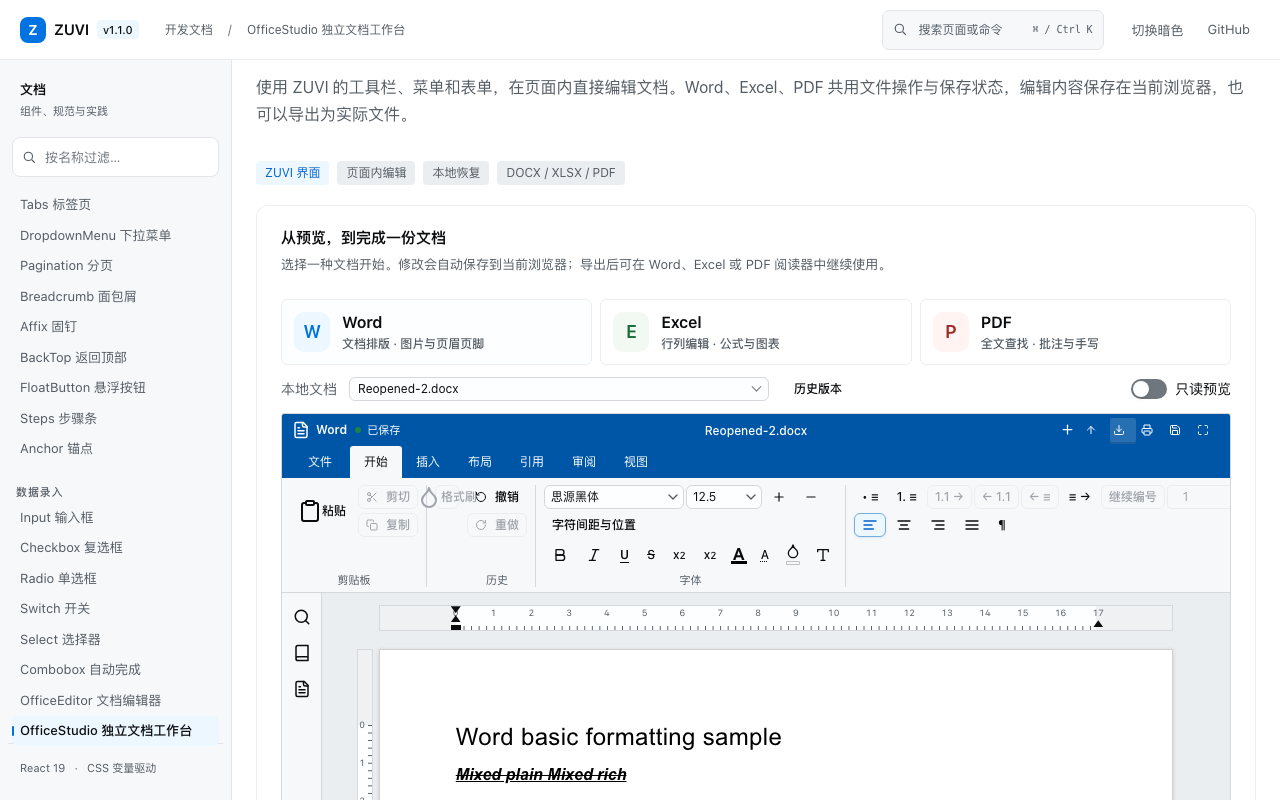 Z ZUVI v1.1.0 开发文档 / OfficeStudio 独立文档工作台 搜索页面或命令 ⌘ / Ctrl K 切换暗色 GitHub
文档
组件、规范与实践
按名称过滤...
Tabs 标签页
DropdownMenu 下拉菜单
Pagination 分页
Breadcrumb 面包屑
Affix 固钉
BackTop 返回顶部
FloatButton 悬浮按钮
Steps 步骤条
Anchor 锚点
数据录入
Input 输入框
Checkbox 复选框
Radio 单选框
Switch 开关
Select 选择器
Combobox 自动完成
OfficeEditor 文档编辑器
OfficeStudio 独立文档工作台
React 19 · CSS 变量驱动
使用 ZUVI 的工具栏、菜单和表单，在页面内直接编辑文档。Word、Excel、PDF 共用文件操作与保存状态，编辑内容保存在当前浏览器，也
可以导出为实际文件。
ZUVI 界面 页面内编辑 本地恢复 DOCX / XLSX / PDF
从预览，到完成一份文档
选择一种文档开始。修改会自动保存到当前浏览器；导出后可在 Word、Excel 或 PDF 阅读器中继续使用。
W Word
文档排版 · 图片与页眉页脚
E Excel
行列编辑 · 公式与图表
P PDF
全文查找 · 批注与手写
本地文档 Reopened-2.docx 历史版本 只读预览
Word 已保存 Reopened-2.docx
文件 开始 插入 布局 引用 审阅 视图
粘贴 剪切 格式刷 撤销 思源黑体 12.5 1. 1.1 → ← 1.1 继续编号 1
复制 重做 字符间距与位置
B I U S x2 x2 A A T
剪贴板 历史 字体
1 2 3 4 5 6 7 8 9 10 11 12 13 14 15 16 17
0
1
Word basic formatting sample
Mixed plain Mixed rich